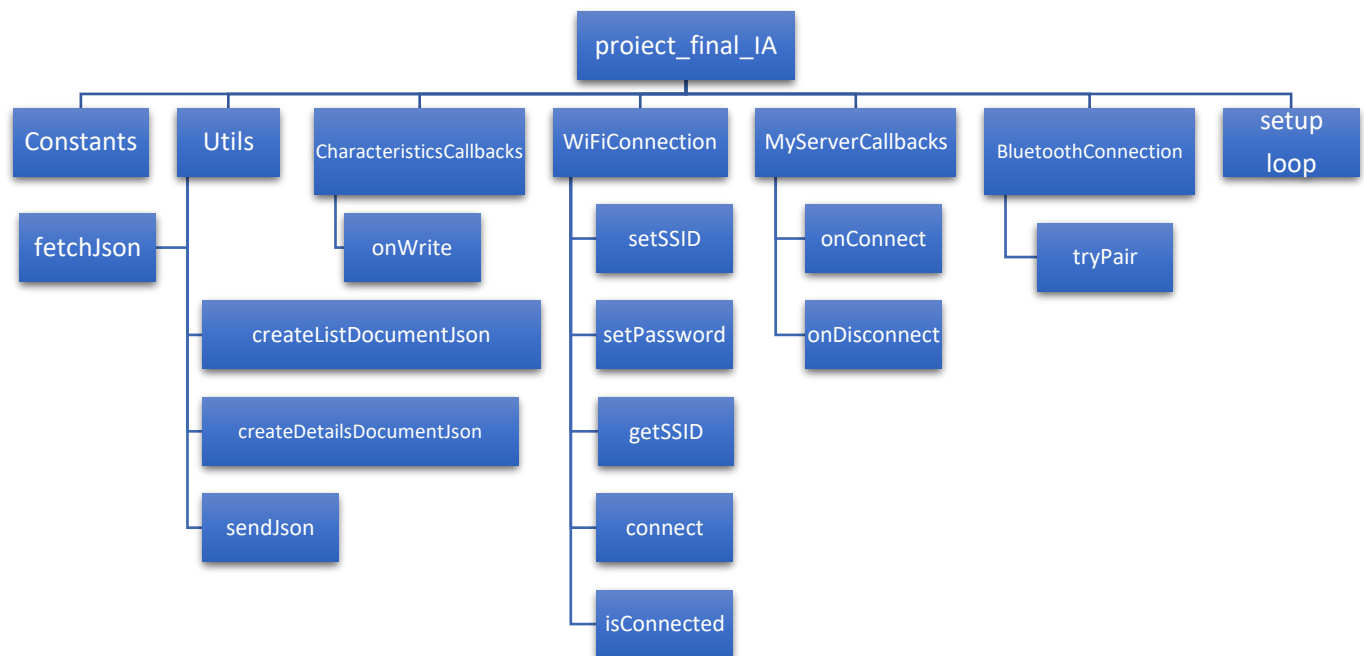 proiect_final_IA
Constants
Utils
CharacteristicsCallbacks
WiFiConnection
MyServerCallbacks
BluetoothConnection
setup
loop
fetchJson
createListDocumentJson
createDetailsDocumentJson
sendJson
onWrite
setSSID
setPassword
getSSID
connect
isConnected
onConnect
onDisconnect
tryPair